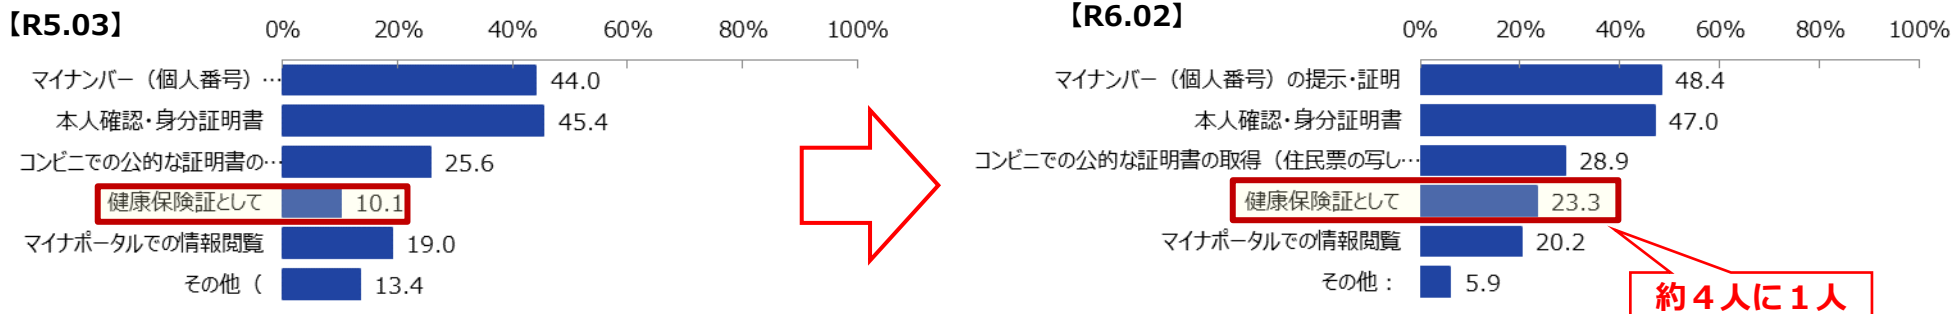 【R5.03】
0% 20% 40% 60% 80% 100%
マイナンバー（個人番号）… 44.0
本人確認・身分証明書 45.4
コンビニでの公的な証明書の… 25.6
健康保険証として 10.1
マイナポータルでの情報閲覧 19.0
その他（ 13.4
【R6.02】
0% 20% 40% 60% 80% 100%
マイナンバー（個人番号）の提示・証明 48.4
本人確認・身分証明書 47.0
コンビニでの公的な証明書の取得（住民票の写し… 28.9
健康保険証として 23.3
マイナポータルでの情報閲覧 20.2
その他： 5.9
約４人に１人